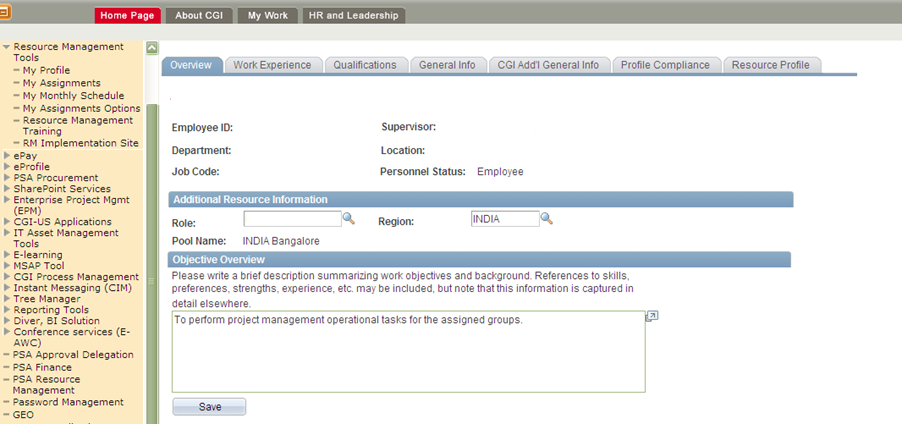 Home Page About CGI My Work HR and Leadership
Resource Management
Tools
My Profile
My Assignments
My Monthly Schedule
My Assignments Options
Resource Management
Training
RM Implementation Site
ePay
eProfile
PSA Procurement
SharePoint Services
Enterprise Project Mgmt
(EPM)
CGI-US Applications
IT Asset Management
Tools
E-learning
MSAP Tool
CGI Process Management
Instant Messaging (CIM)
Tree Manager
Reporting Tools
Diver, BI Solution
Conference services (E-
AWC)
PSA Approval Delegation
PSA Finance
PSA Resource
Management
Password Management
GEO
Overview Work Experience Qualifications General Info CGI Add'l General Info Profile Compliance Resource Profile
Employee ID: Supervisor:
Department: Location:
Job Code: Personnel Status: Employee
Additional Resource Information
Role: Region: INDIA
Pool Name: INDIA Bangalore
Objective Overview
Please write a brief description summarizing work objectives and background. References to skills,
preferences, strengths, experience, etc. may be included, but note that this information is captured in
detail elsewhere.
To perform project management operational tasks for the assigned groups.
Save